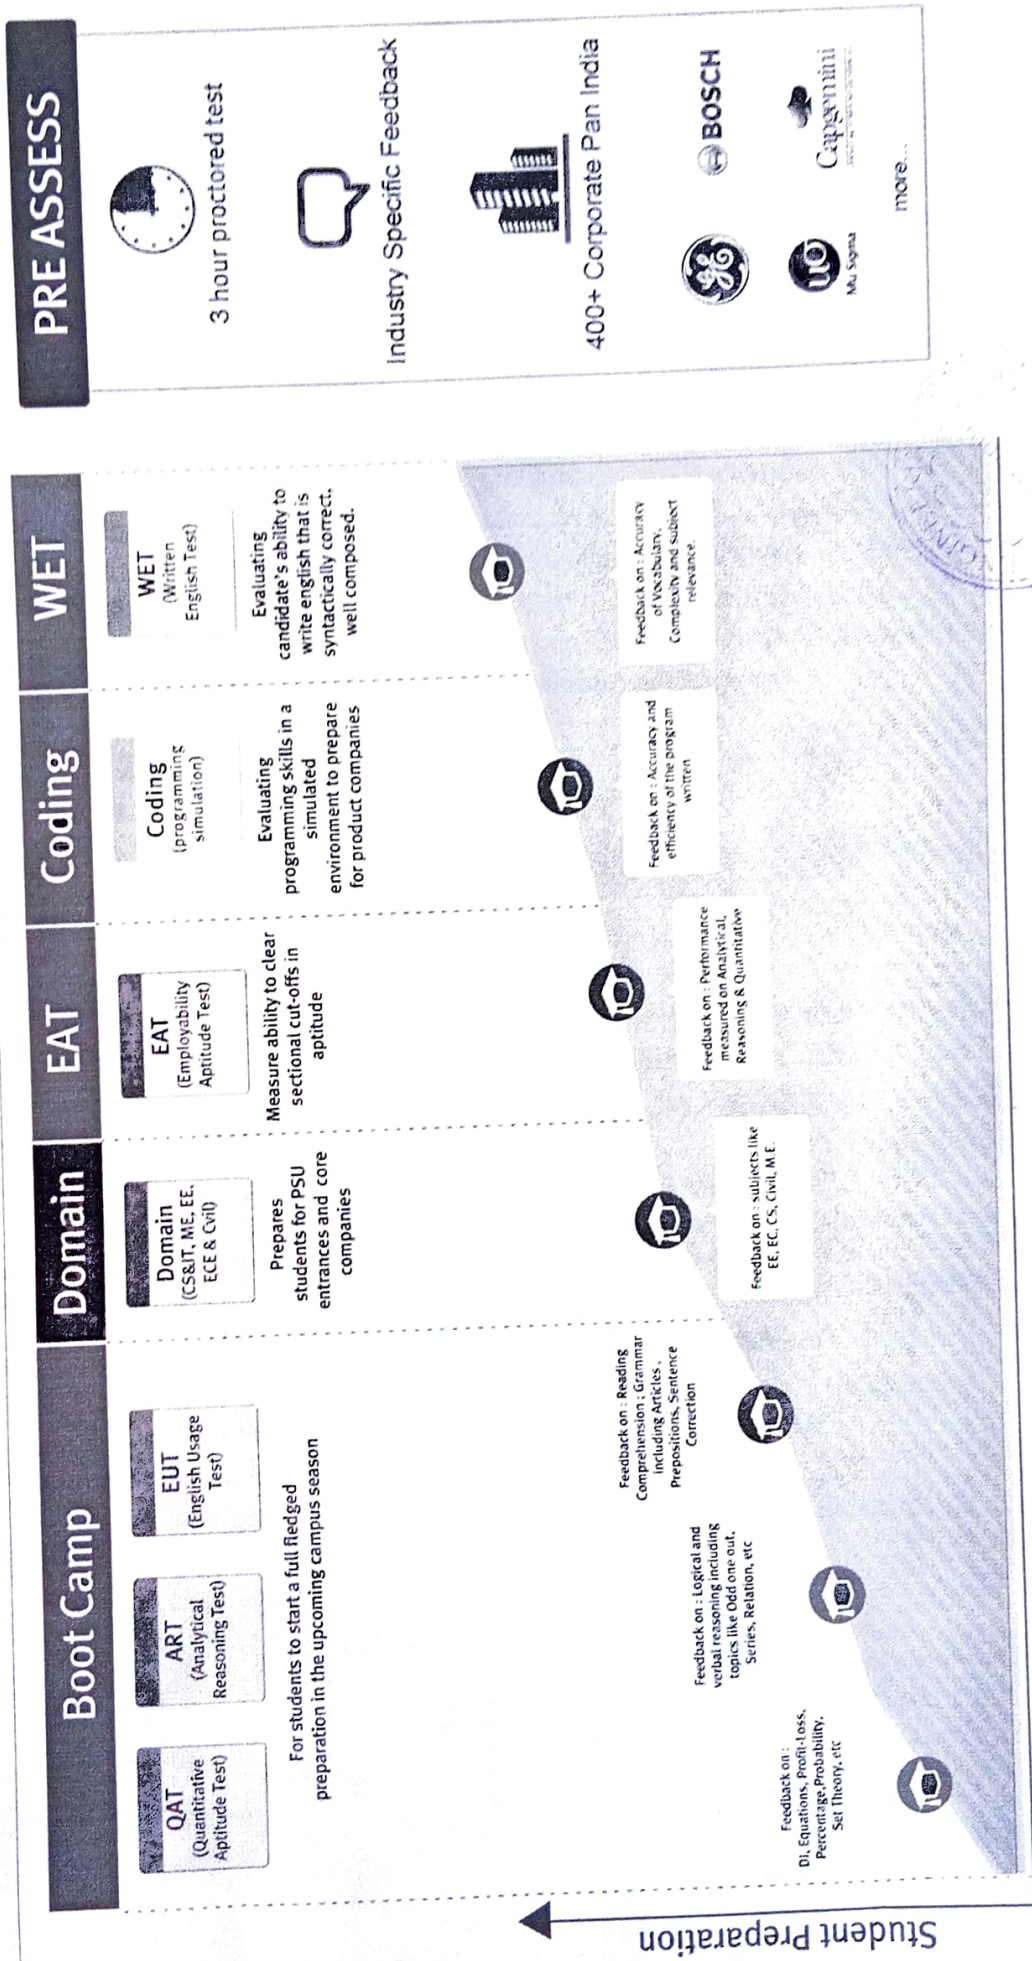 Boot Camp
Domain
EAT
Coding
WET
PRE ASSESS
QAT
(Quantitative
Aptitude Test)
ART
(Analytical
Reasoning Test)
EUT
(English Usage
Test)
For students to start a full fledged
preparation in the upcoming campus season
Domain
(CS&IT, ME, EE,
ECE & Cvil)
Prepares
students for PSU
entrances and core
companies
EAT
(Employability
Aptitude Test)
Measure ability to clear
sectional cut-offs in
aptitude
Coding
(programming
simulation)
Evaluating
programming skills in a
simulated
environment to prepare
for product companies
WET
(Written
English Test)
Evaluating
candidate's ability to
write english that is
syntactically correct,
well composed.
Feedback on :
DI, Equations, Profit-Loss,
Percentage,Probability,
Set Theory, etc
Feedback on : Logical and
verbal reasoning including
topics like Odd one out,
Series, Relation, etc
Feedback on : Reading
Comprehension ; Grammar
including Articles ,
Prepositions, Sentence
Correction
Feedback on : subjects like
EE, EC, CS, Civil, M.E.
Feedback on : Performance
measured on Analytical,
Reasoning & Quantitative
Feedback on : Accuracy and
efficiency of the program
written
Feedback on : Accuracy
of Vocabulary,
Complexity and subject
relevance.
Student Preparation
3 hour proctored test
Industry Specific Feedback
400+ Corporate Pan India
GE
BOSCH
Mu Sigma
Capgemini
more...